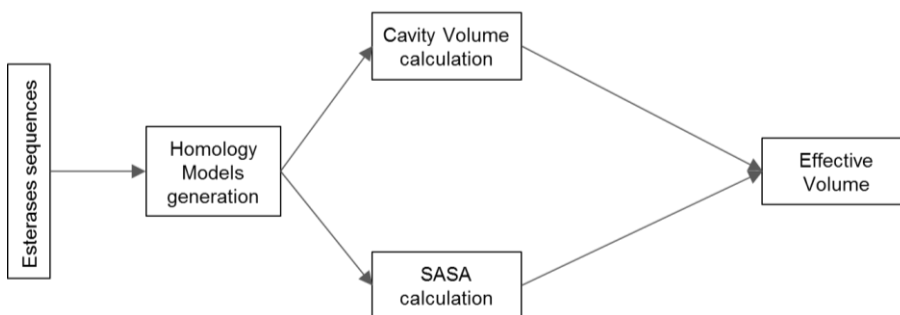 Esterases sequences
Homology
Models
generation
Cavity Volume
calculation
SASA
calculation
Effective
Volume